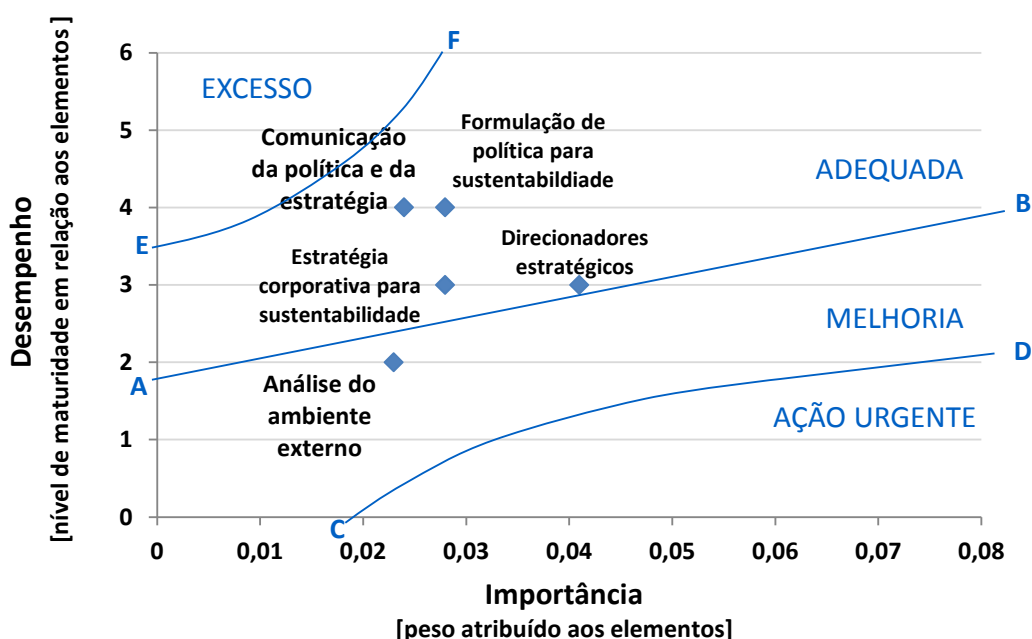 Desempenho
[nível de maturidade em relação aos elementos ]
6
5
4
3
2
1
0
F
EXCESSO
Comunicação
da política e da
estratégia
Formulação de
política para
sustentabildiade
ADEQUADA
B
E
Estratégia
corporativa para
sustentabilidade
Direcionadores
estratégicos
MELHORIA
D
A
Análise do
ambiente
externo
AÇÃO URGENTE
C
0
0,01
0,02
0,03
0,04
0,05
0,06
0,07
0,08
Importância
[peso atribuído aos elementos]